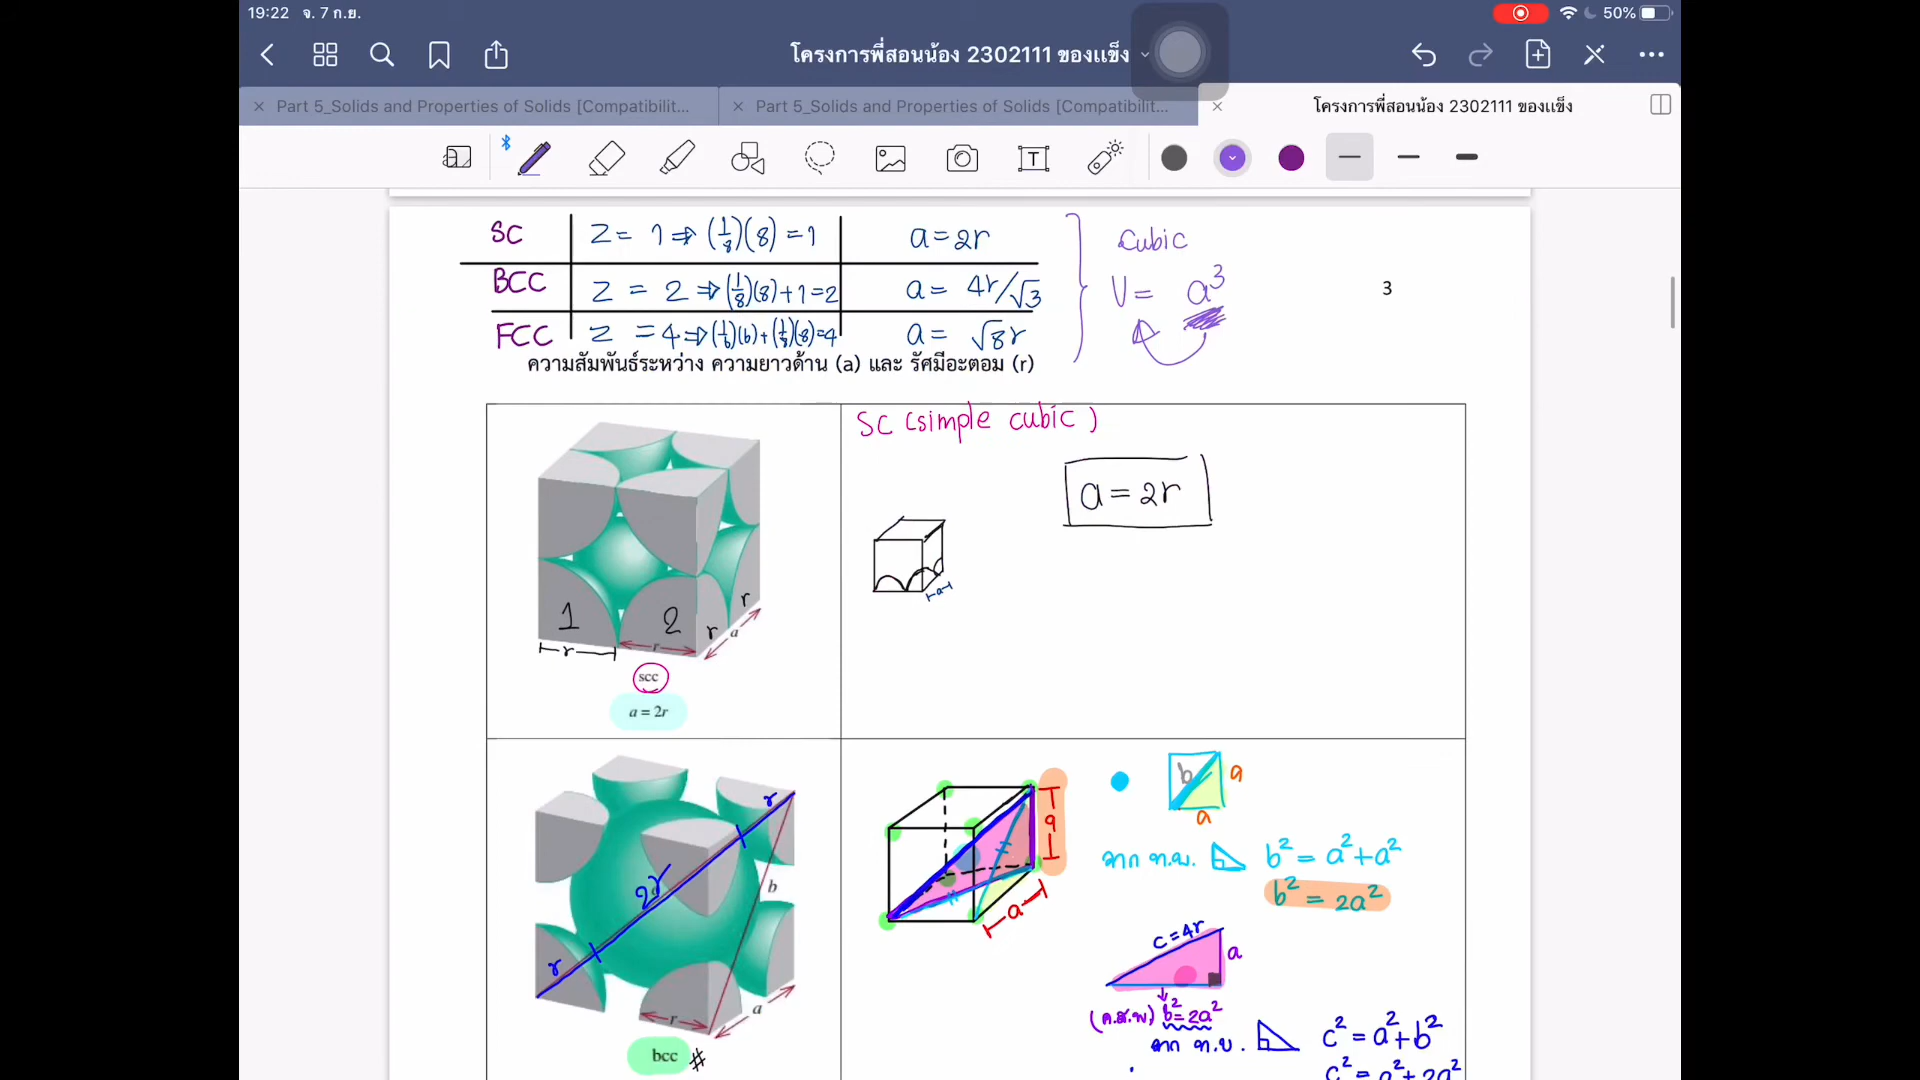 19:22 จ. 7 ก.ย.
50%
โครงการพี่สอนน้อง 2302111 ของแข็ง
Part 5_Solids and Properties of Solids [Compatibilit...
Part 5_Solids and Properties of Solids [Compatibilit...
โครงการพี่สอนน้อง 2302111 ของแข็ง
SC Z = 1 ⇒ (1/8)(8) = 1 a = 2r
BCC Z = 2 ⇒ (1/8)(8) + 1 = 2 a = 4r/√3
FCC Z = 4 ⇒ (1/6)(6) + (1/8)(8) = 4 a = √8r
Cubic
V = a³
3
ความสัมพันธ์ระหว่าง ความยาวด้าน (a) และ รัศมีอะตอม (r)
SC (simple cubic)
a = 2r
a
1 2 r r a
r r
scc
a = 2r
r 2r r
b
a
r
bcc #
a
a
b a
a
จาก ท.พ. b² = a² + a²
b² = 2a²
c = 4r a
(ค.ส.พ.) b² = 2a²
จาก ท.บ. c² = a² + b²
c² = a² + 2a²